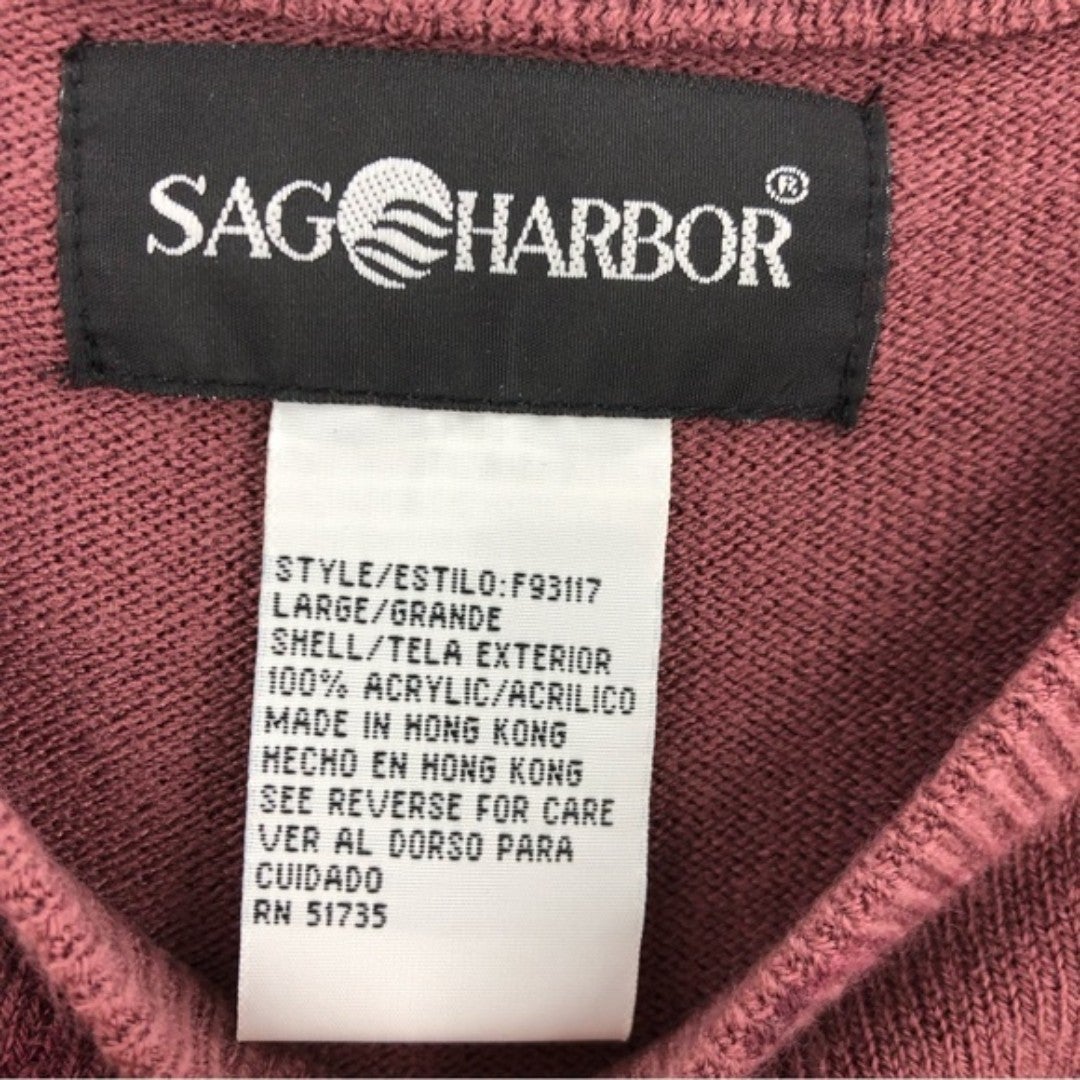 SAG HARBOR ®
STYLE/ESTILO:F93117
LARGE/GRANDE
SHELL/TELA EXTERIOR
100% ACRYLIC/ACRILICO
MADE IN HONG KONG
HECHO EN HONG KONG
SEE REVERSE FOR CARE
VER AL DORSO PARA
CUIDADO
RN 51735